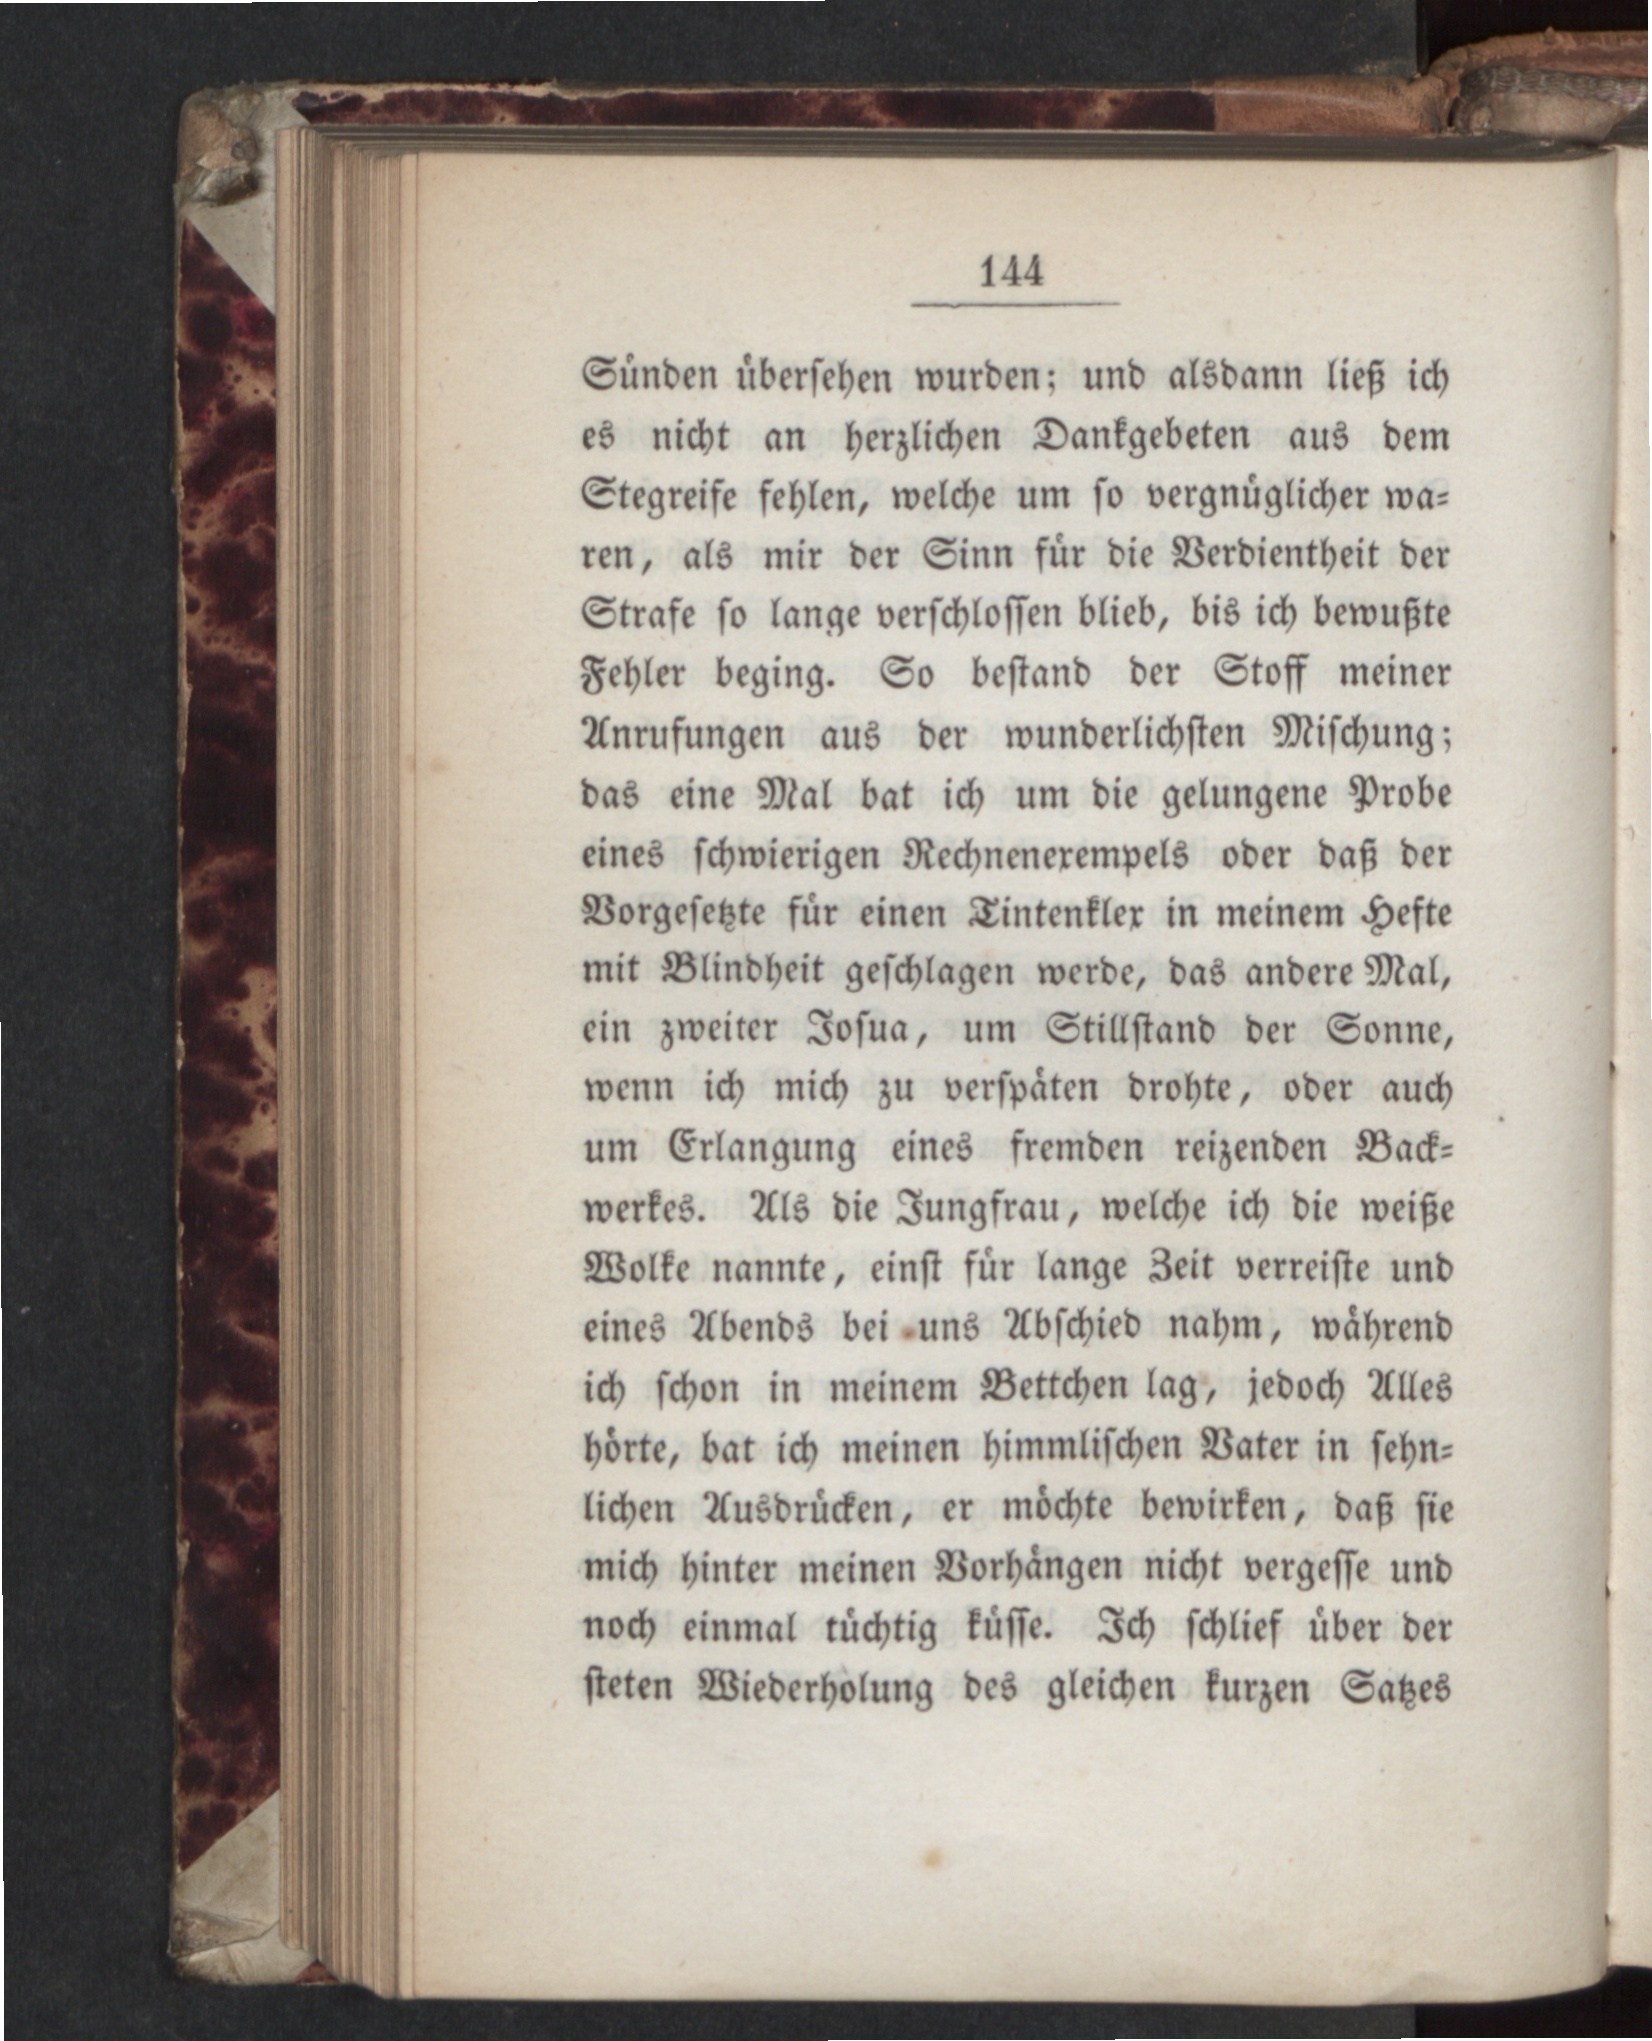 144
Sünden überſehen wurden; und alsdann ließ ich
es nicht an herzlichen Dankgebeten aus dem
Stegreife fehlen, welche um ſo vergnüglicher wa⸗
ren, als mir der Sinn für die Verdientheit der
Strafe ſo lange verſchloſſen blieb, bis ich bewußte
Fehler beging. So beſtand der Stoff meiner
Anrufungen aus der wunderlichſten Miſchung;
das eine Mal bat ich um die gelungene Probe
eines ſchwierigen Rechnenexempels oder daß der
Vorgeſetzte für einen Tintenklex in meinem Hefte
mit Blindheit geſchlagen werde, das andere Mal,
ein zweiter Joſua, um Stillſtand der Sonne,
wenn ich mich zu verſpäten drohte, oder auch
um Erlangung eines fremden reizenden Back⸗
werkes. Als die Jungfrau, welche ich die weiße
Wolke nannte, einſt für lange Zeit verreiſte und
eines Abends bei uns Abſchied nahm, während
ich ſchon in meinem Bettchen lag, jedoch Alles
hörte, bat ich meinen himmliſchen Vater in ſehn⸗
lichen Ausdrücken, er möchte bewirken, daß ſie
mich hinter meinen Vorhängen nicht vergeſſe und
noch einmal tüchtig küſſe. Ich ſchlief über der
ſteten Wiederholung des gleichen kurzen Satzes